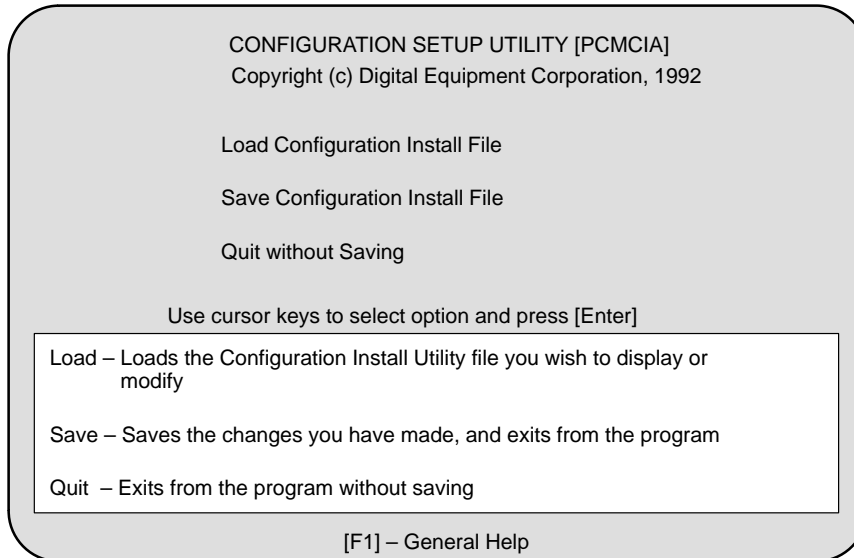 CONFIGURATION SETUP UTILITY [PCMCIA]
Copyright (c) Digital Equipment Corporation, 1992
Load Configuration Install File
Save Configuration Install File
Quit without Saving
Use cursor keys to select option and press [Enter]
Load – Loads the Configuration Install Utility file you wish to display or
modify
Save – Saves the changes you have made, and exits from the program
Quit – Exits from the program without saving
[F1] – General Help